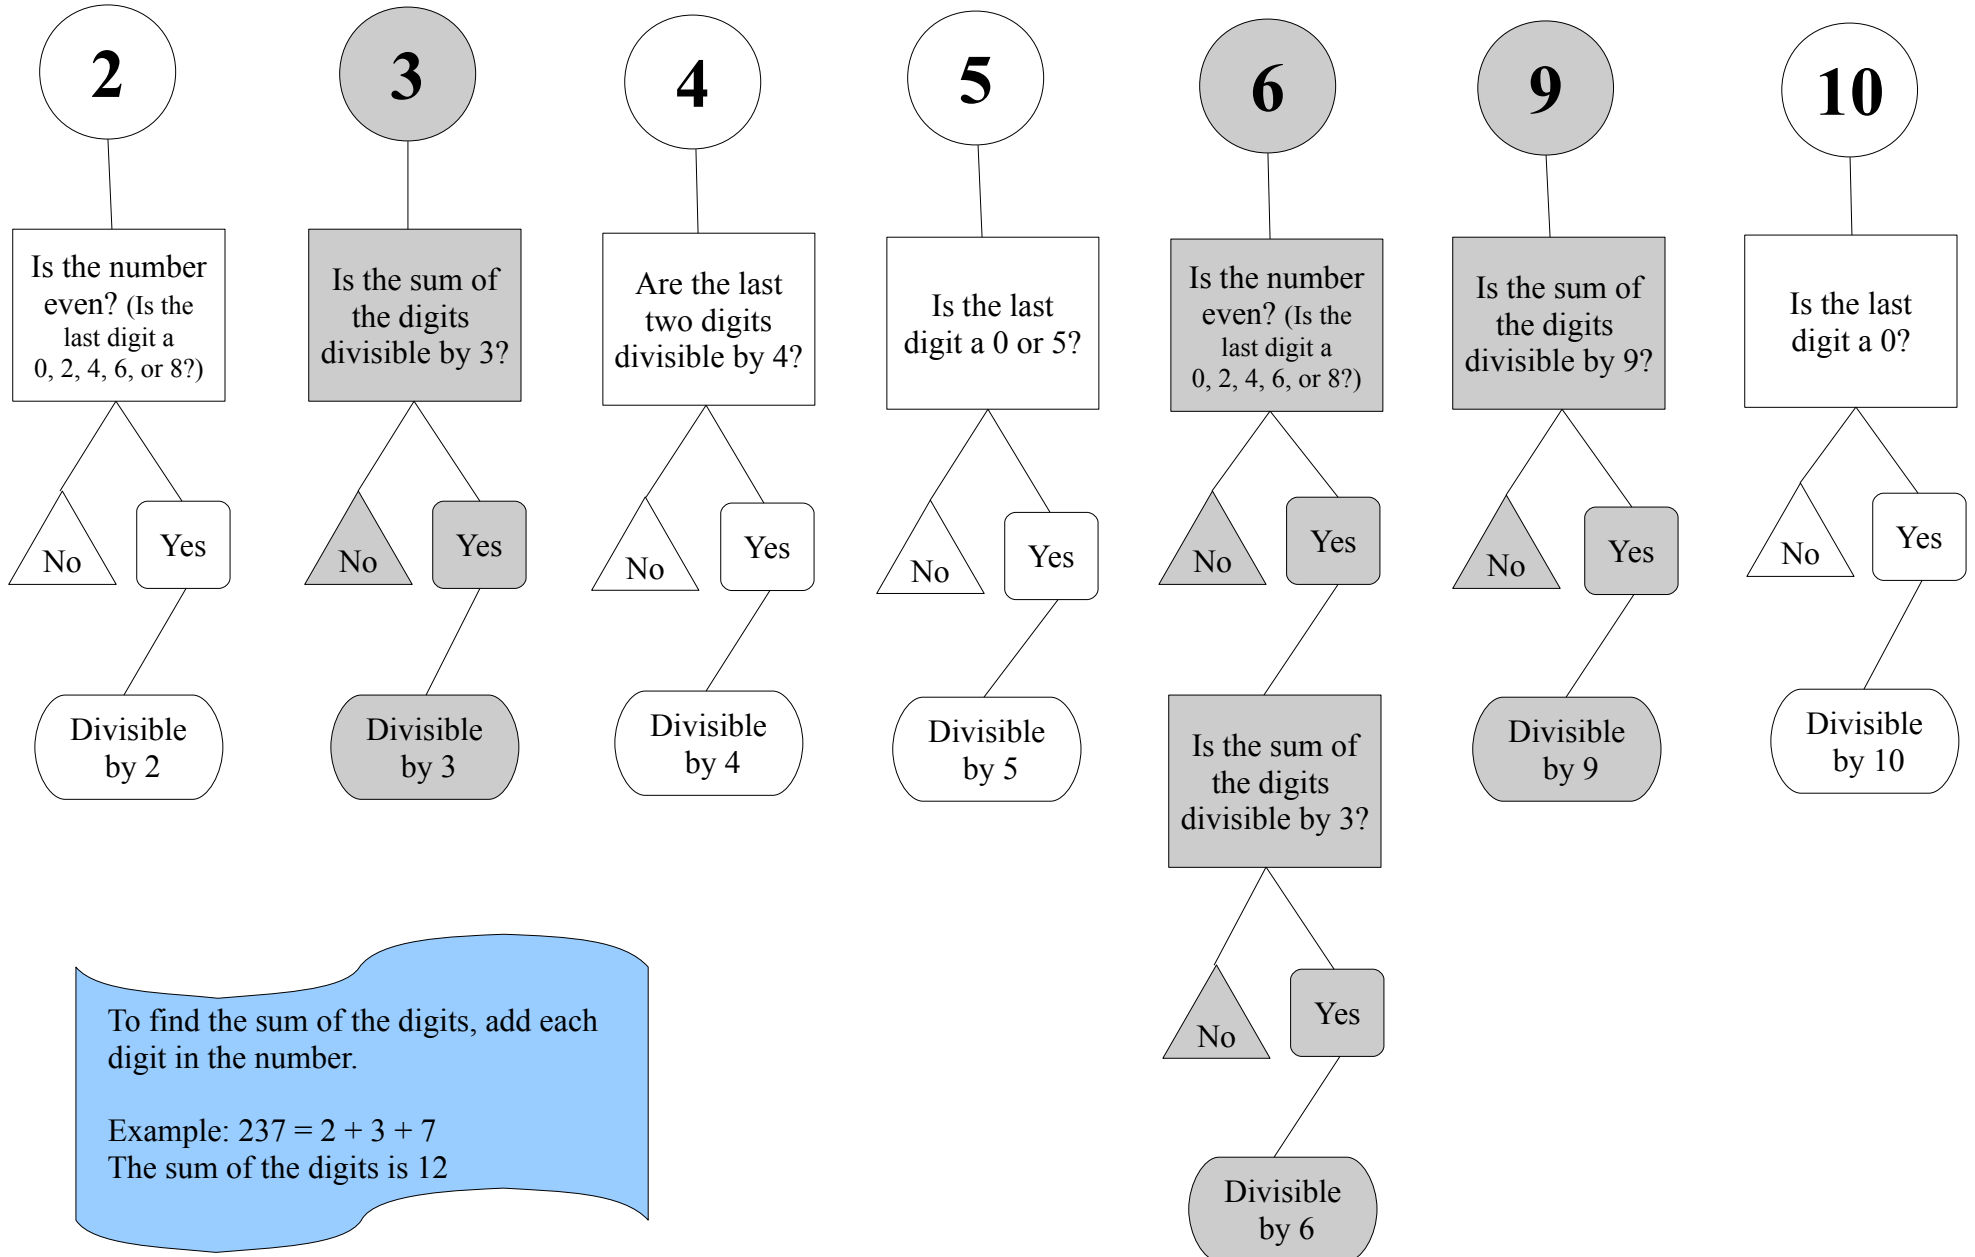 2
3
4
5
6
9
10
Is the number
even? (Is the
last digit a
0, 2, 4, 6, or 8?)
Is the sum of
the digits
divisible by 3?
Are the last
two digits
divisible by 4?
Is the last
digit a 0 or 5?
Is the number
even? (Is the
last digit a
0, 2, 4, 6, or 8?)
Is the sum of
the digits
divisible by 9?
Is the last
digit a 0?
No
Yes
No
Yes
No
Yes
No
Yes
No
Yes
No
Yes
No
Yes
Divisible
by 2
Divisible
by 3
Divisible
by 4
Divisible
by 5
Is the sum of
the digits
divisible by 3?
Divisible
by 9
Divisible
by 10
No
Yes
Divisible
by 6
To find the sum of the digits, add each
digit in the number.
Example: 237 = 2 + 3 + 7
The sum of the digits is 12